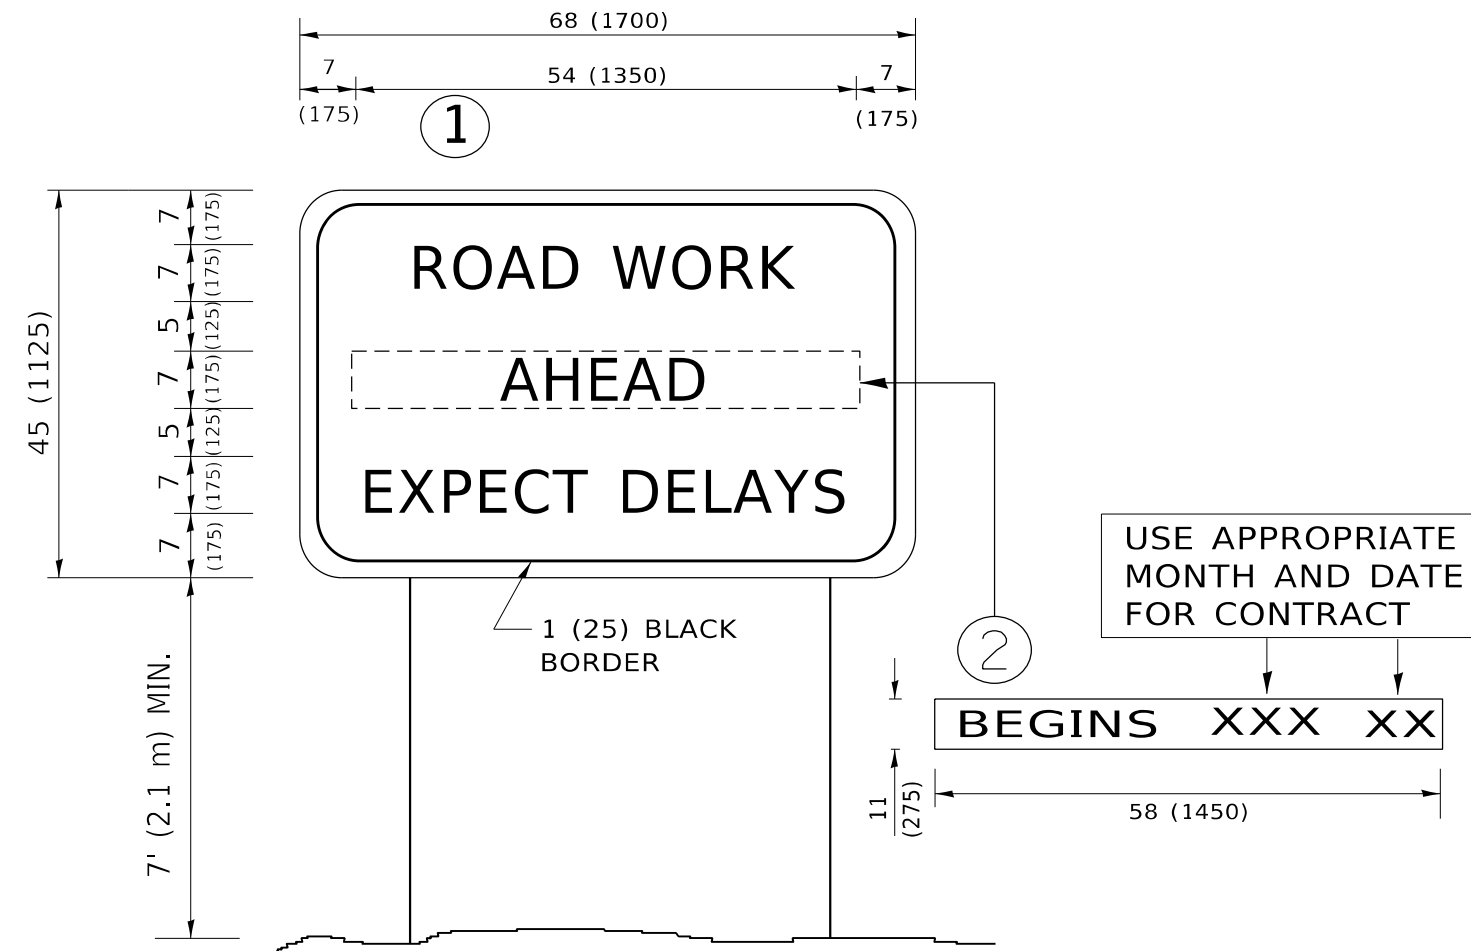 68 (1700)
7
54 (1350)
7
(175)
(175)
1
7
(175)
7
(175)
5
(125)
7
(175)
5
(125)
7
(175)
7
(175)
45 (1125)
ROAD WORK
AHEAD
EXPECT DELAYS
1 (25) BLACK
BORDER
7' (2.1 m) MIN.
USE APPROPRIATE
MONTH AND DATE
FOR CONTRACT
2
BEGINS XXX XX
11
(275)
58 (1450)